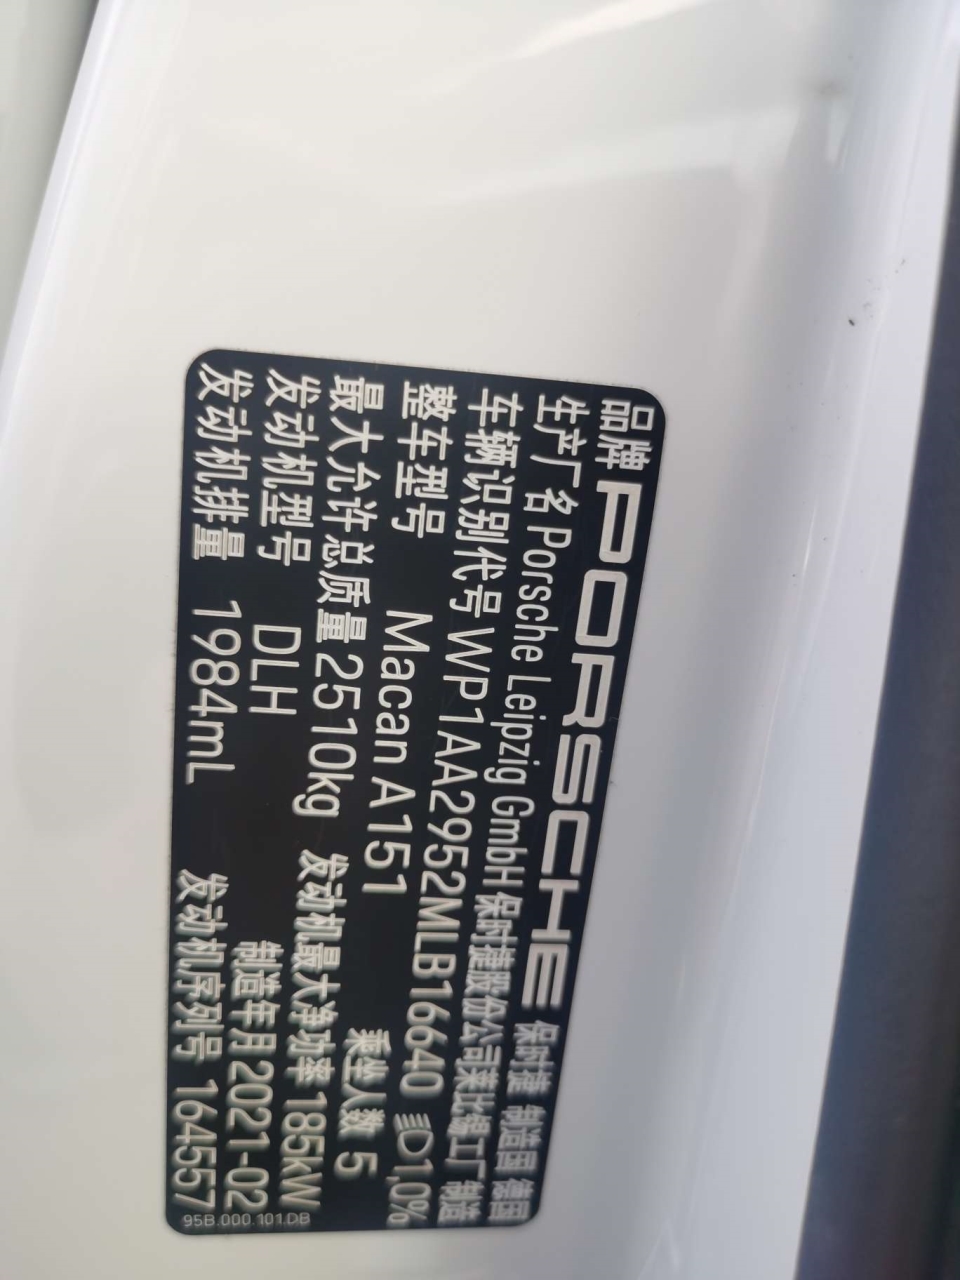 品牌 PORSCHE 保时捷 制造国 德国
生产厂名 Porsche Leipzig GmbH 保时捷股份公司莱比锡工厂 制造
车辆识别代号 WP1AA2952MLB16640 1,0%
整车型号 Macan A151 乘坐人数 5
最大允许总质量 2510kg 发动机最大净功率 185kW
发动机型号 DLH 制造年月 2021-02
发动机排量 1984mL 发动机序列号 164557
95B.000.101.DB